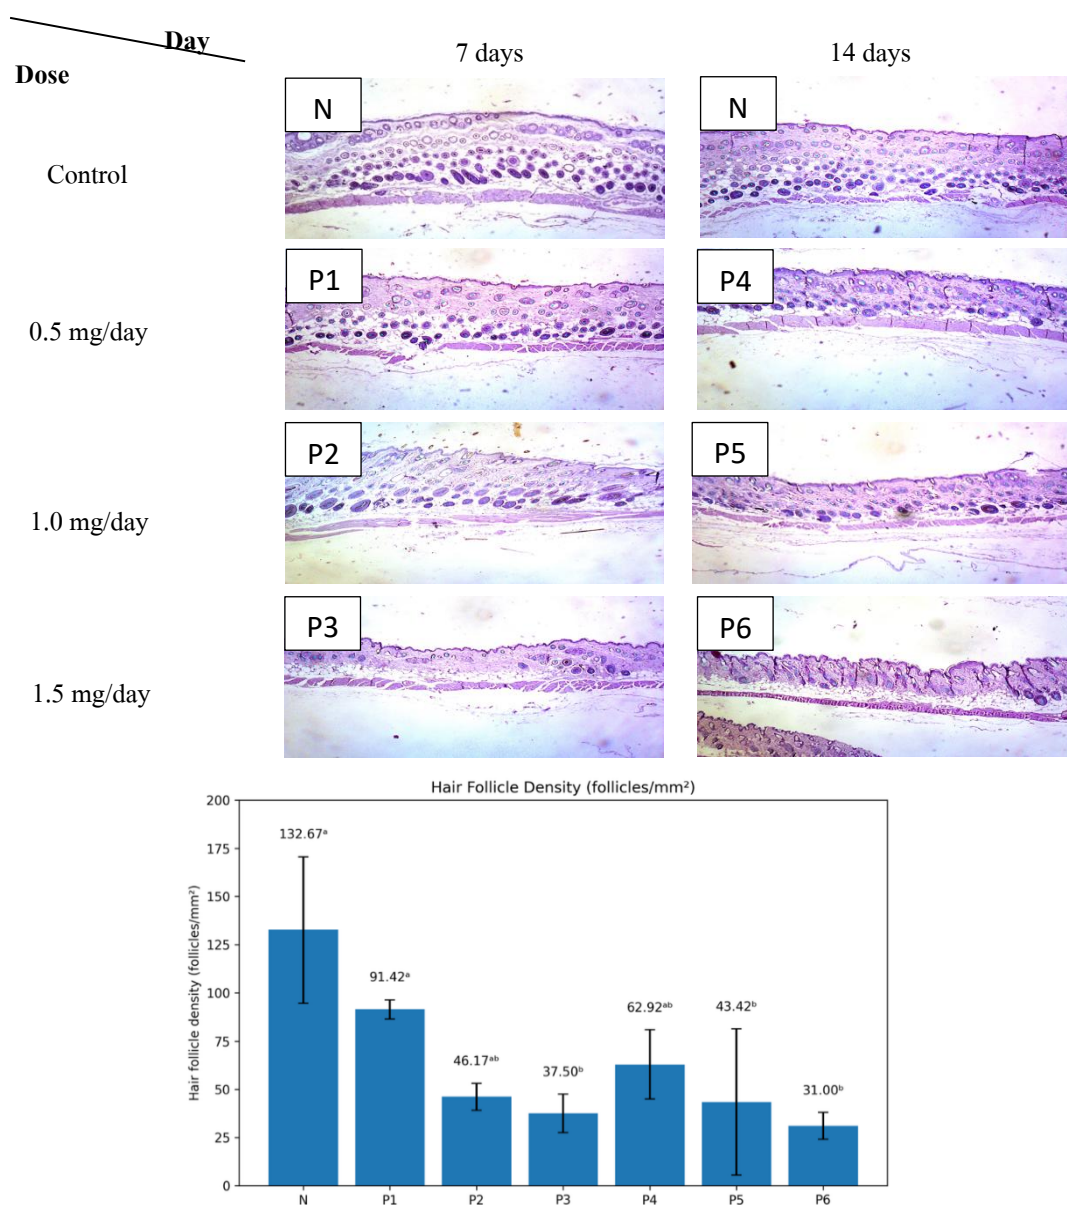 Day
Dose
7 days
14 days
N
N
Control
P1
P4
0.5 mg/day
P2
P5
1.0 mg/day
P3
P6
1.5 mg/day
Hair Follicle Density (follicles/mm²)
Hair follicle density (follicles/mm²)
200
175
150
125
100
75
50
25
0
132.67ᵃ
91.42ᵃ
46.17ᵃᵇ
37.50ᵇ
62.92ᵃᵇ
43.42ᵇ
31.00ᵇ
N P1 P2 P3 P4 P5 P6